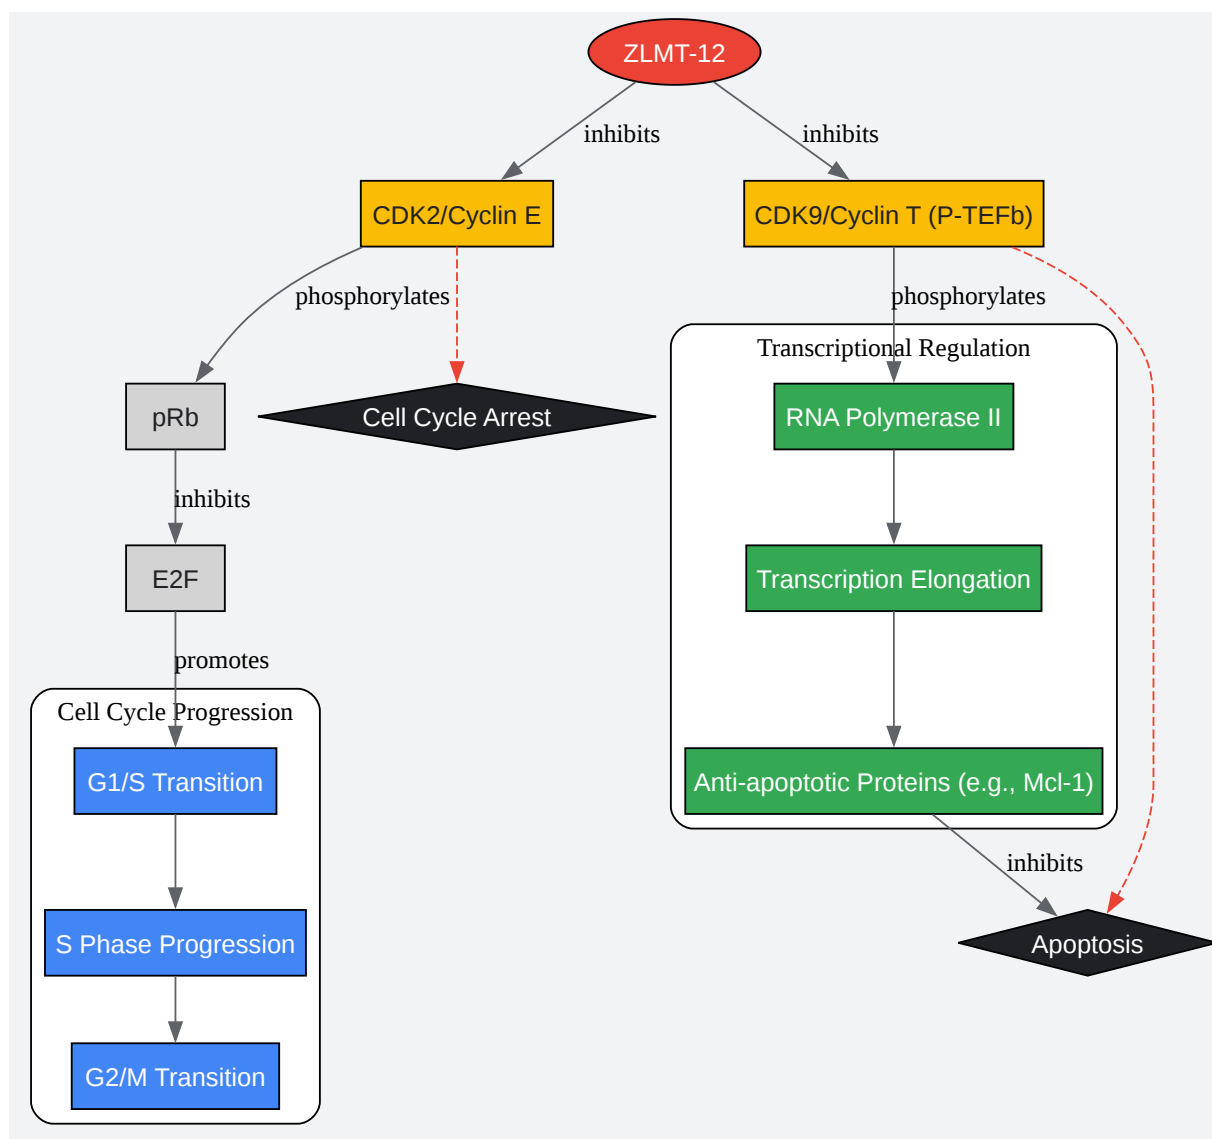 ZLMT-12
inhibits
inhibits
CDK2/Cyclin E
CDK9/Cyclin T (P-TEFb)
phosphorylates
phosphorylates
Transcriptional Regulation
pRb
Cell Cycle Arrest
RNA Polymerase II
inhibits
E2F
Transcription Elongation
promotes
Cell Cycle Progression
G1/S Transition
Anti-apoptotic Proteins (e.g., Mcl-1)
inhibits
S Phase Progression
Apoptosis
G2/M Transition